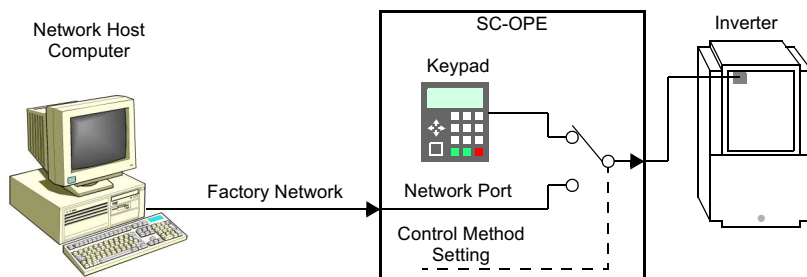 SC-OPE
Inverter
Network Host
Computer
Keypad
Factory Network
Network Port
Control Method
Setting